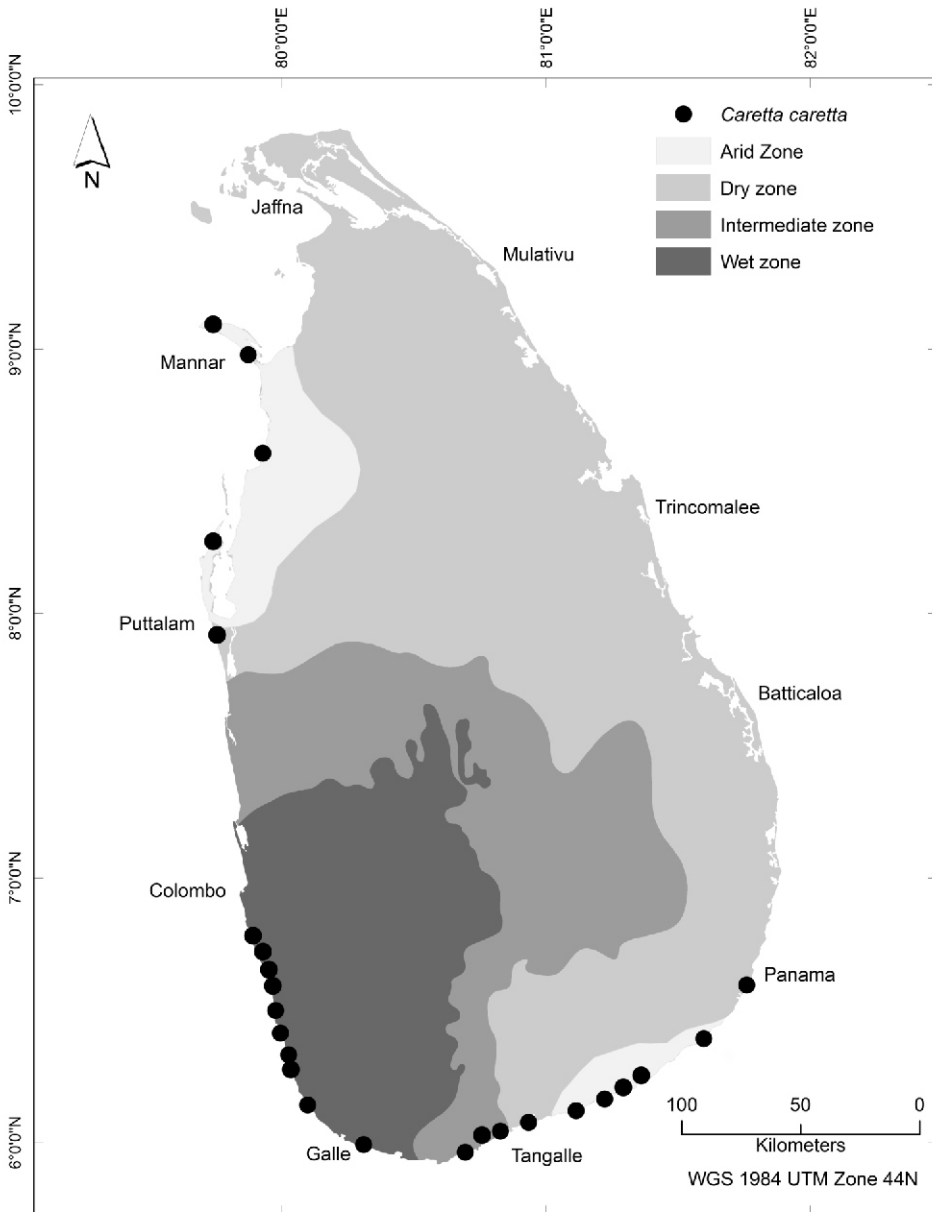 80°0'0"E
81°0'0"E
82°0'0"E
10°0'0"N
Caretta caretta
Arid Zone
Dry zone
Intermediate zone
Wet zone
N
Jaffna
Mulativu
9°0'0"N
Mannar
Trincomalee
8°0'0"N
Puttalam
Batticaloa
7°0'0"N
Colombo
Panama
100 50 0
Kilometers
6°0'0"N
Galle
Tangalle
WGS 1984 UTM Zone 44N